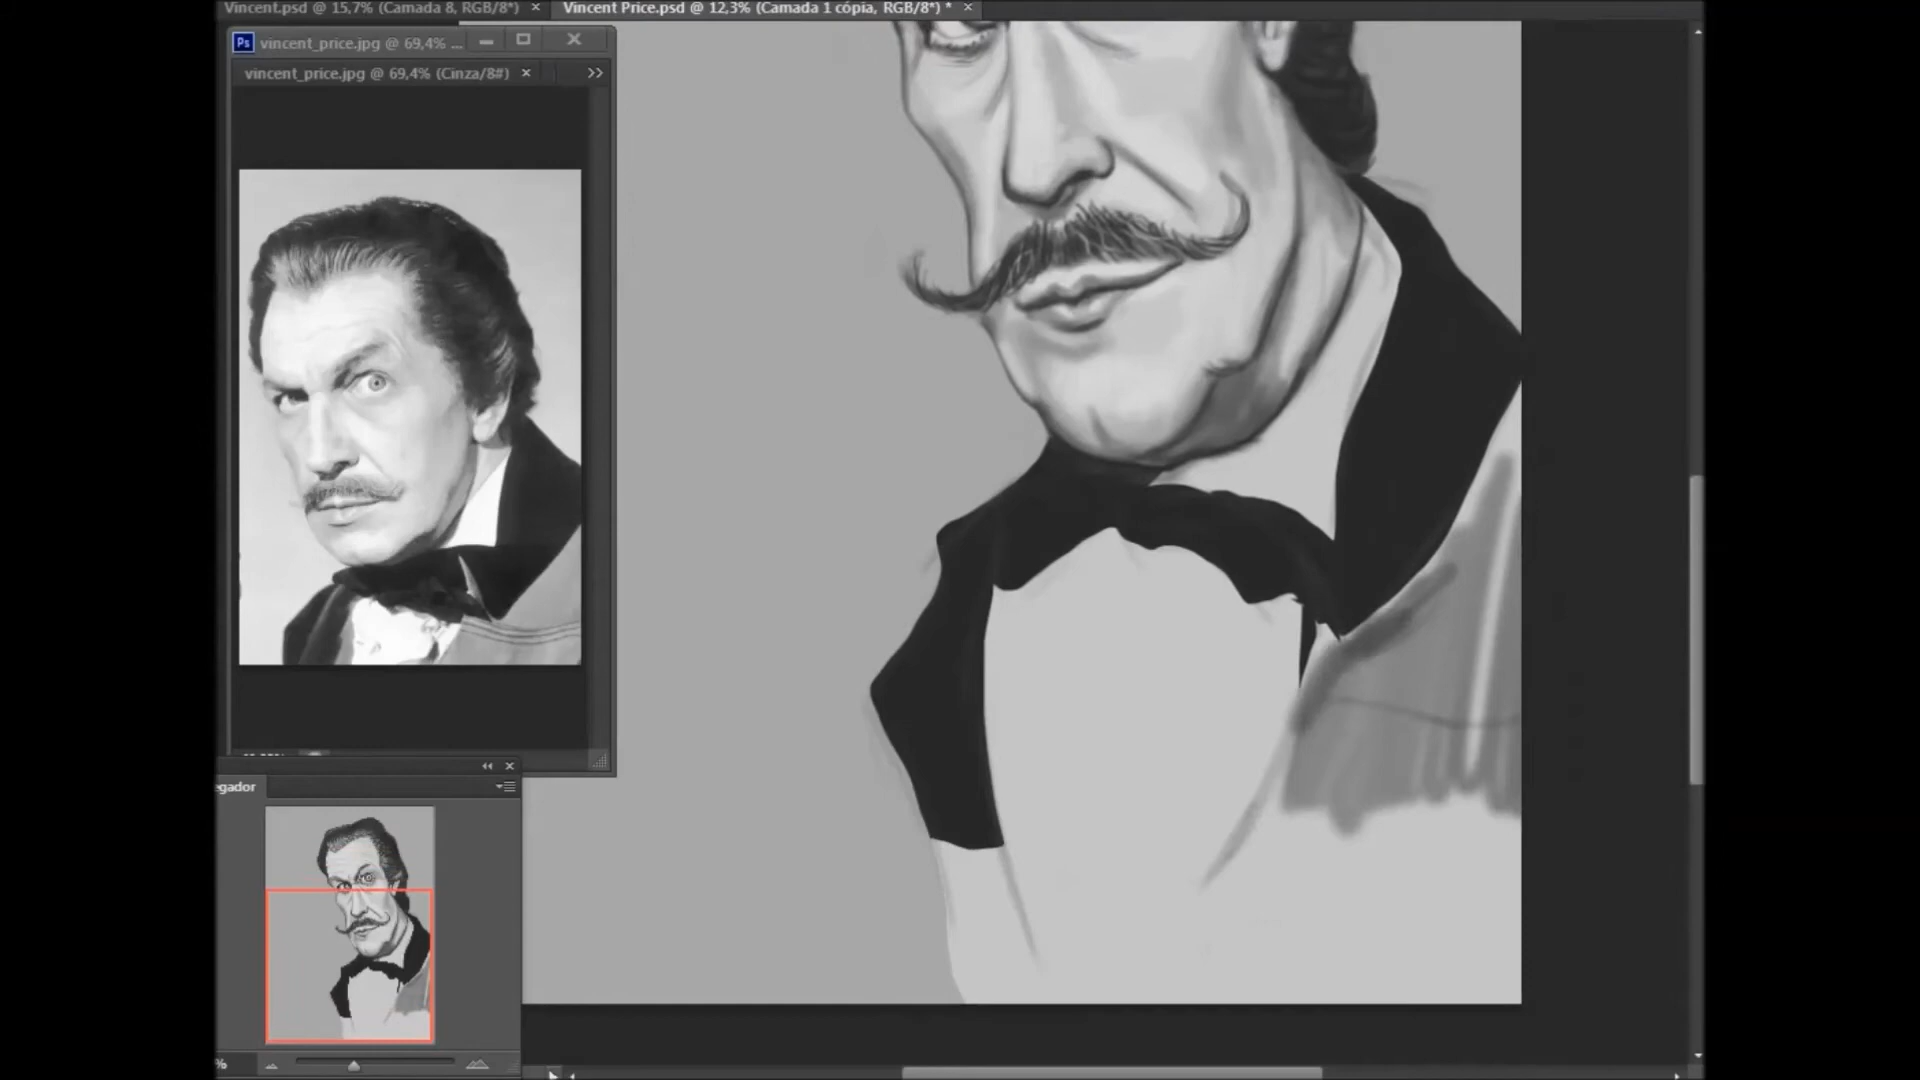 Vincent.psd @ 15,7% (Camada 8, RGB/8*) ×
Vincent Price.psd @ 12,3% (Camada 1 cópia, RGB/8*) * ×
Ps vincent_price.jpg @ 69,4% ...
vincent_price.jpg @ 69,4% (Cinza/8#) ×
egador
%